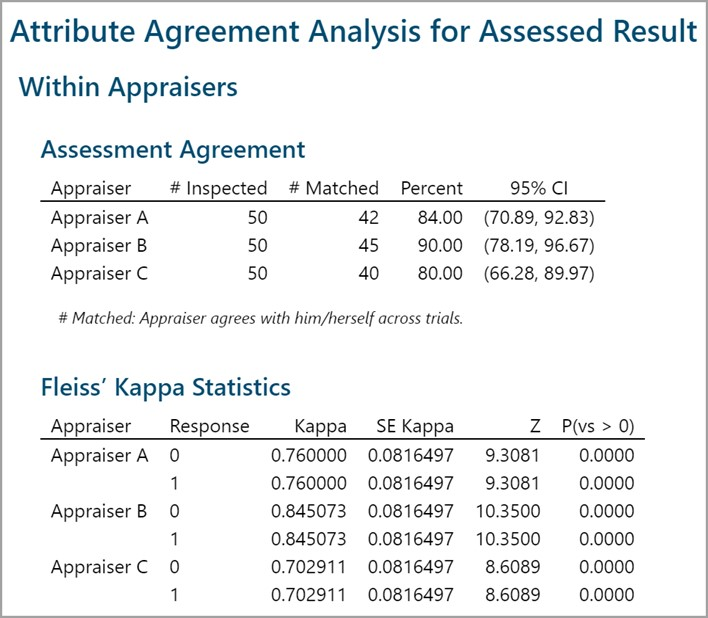 Attribute Agreement Analysis for Assessed Result
Within Appraisers
Assessment Agreement
Appraiser # Inspected # Matched Percent 95% CI
Appraiser A 50 42 84.00 (70.89, 92.83)
Appraiser B 50 45 90.00 (78.19, 96.67)
Appraiser C 50 40 80.00 (66.28, 89.97)
# Matched: Appraiser agrees with him/herself across trials.
Fleiss’ Kappa Statistics
Appraiser Response Kappa SE Kappa Z P(vs > 0)
Appraiser A 0 0.760000 0.0816497 9.3081 0.0000
1 0.760000 0.0816497 9.3081 0.0000
Appraiser B 0 0.845073 0.0816497 10.3500 0.0000
1 0.845073 0.0816497 10.3500 0.0000
Appraiser C 0 0.702911 0.0816497 8.6089 0.0000
1 0.702911 0.0816497 8.6089 0.0000